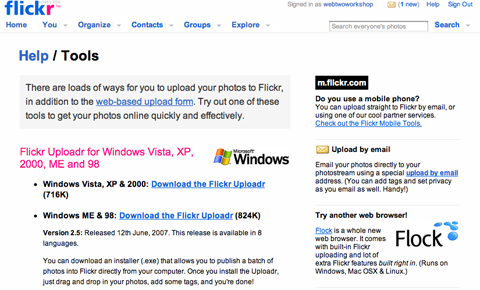 flickr
Signed in as webtwoworkshop (1 new) Help Sign Out
Home You Organize Contacts Groups Explore
Search everyone's photos Search
Help / Tools
There are loads of ways for you to upload your photos to Flickr,
in addition to the web-based upload form. Try out one of these
tools to get your photos online quickly and effectively.
Flickr Uploadr for Windows Vista, XP,
2000, ME and 98
Microsoft
Windows
Windows Vista, XP & 2000: Download the Flickr Uploadr
(716K)
Windows ME & 98: Download the Flickr Uploadr (824K)
Version 2.5: Released 12th June, 2007. This release is available in 8
languages.
You can download an installer (.exe) that allows you to publish a batch of
photos into Flickr directly from your computer. Once you install the Uploadr,
just drag and drop your photos, add some tags, and you're done!
m.flickr.com
Do you use a mobile phone?
You can upload straight to Flickr by email, or
using one of our cool partner services.
Check out the Flickr Mobile Tools.
Upload by email
Email your photos directly to your
photostream using a special upload by email
address. (You can add tags and set privacy
as you email as well. Handy!)
Try another web browser!
Flock is a whole new
web browser. It comes
with built-in Flickr
uploading and lot of
extra Flickr features built right in. (Runs on
Windows, Mac OSX & Linux.)
Flock